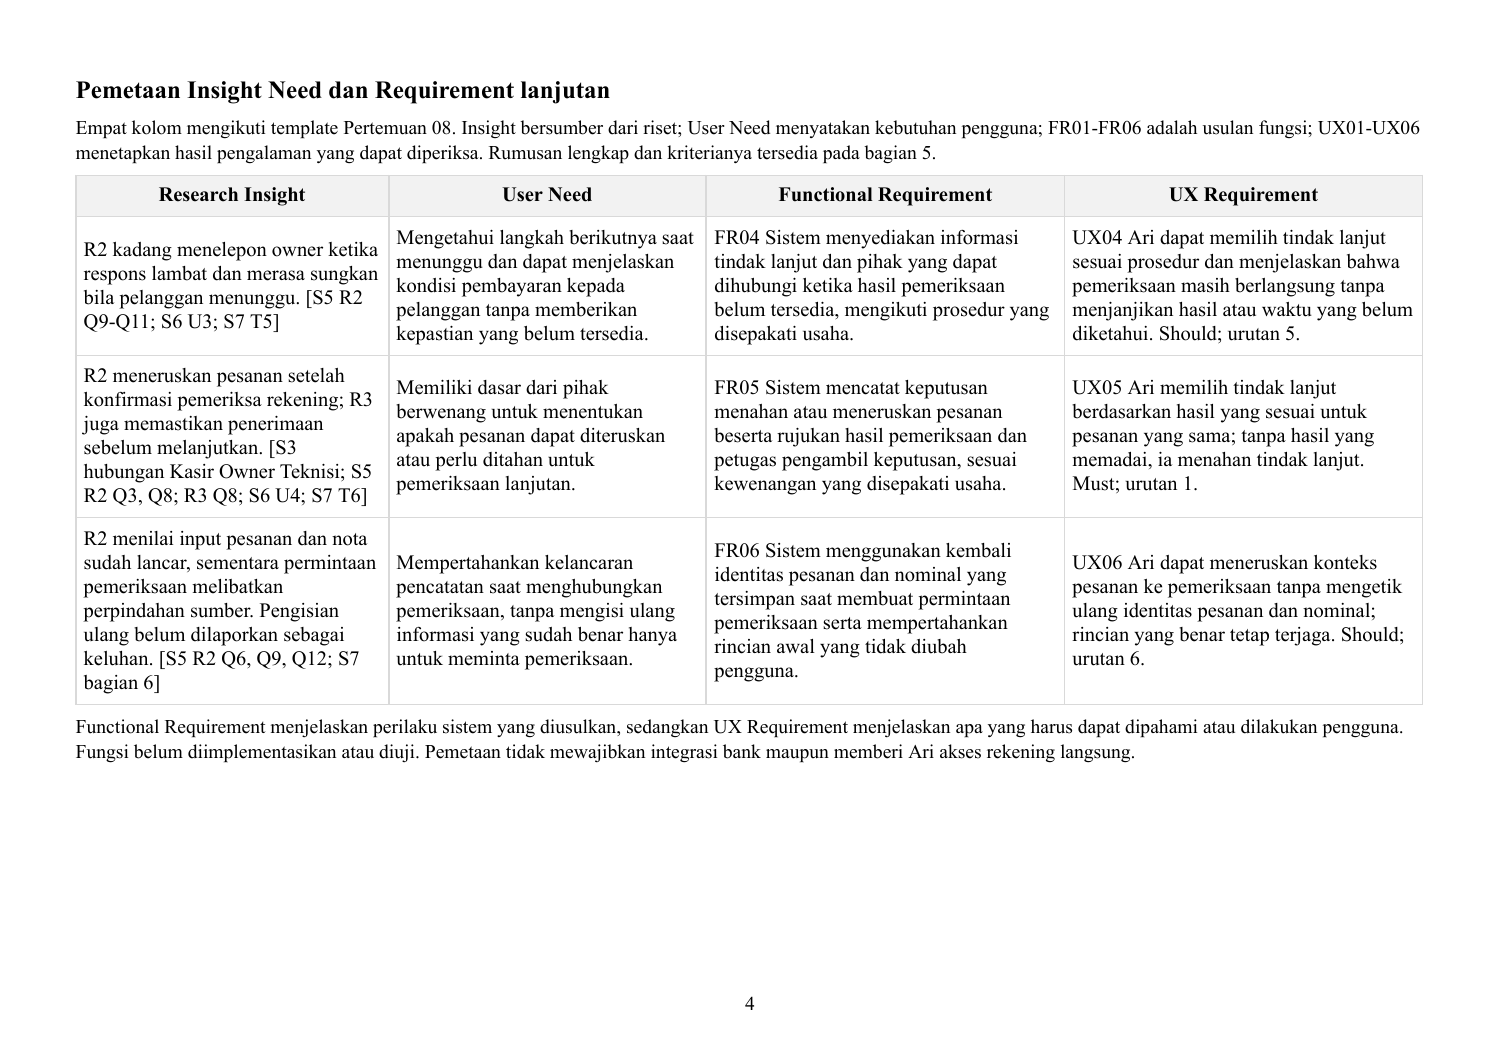 Pemetaan Insight Need dan Requirement lanjutan
Empat kolom mengikuti template Pertemuan 08. Insight bersumber dari riset; User Need menyatakan kebutuhan pengguna; FR01-FR06 adalah usulan fungsi; UX01-UX06
menetapkan hasil pengalaman yang dapat diperiksa. Rumusan lengkap dan kriterianya tersedia pada bagian 5.
Research Insight
User Need
Functional Requirement
UX Requirement
R2 kadang menelepon owner ketika
respons lambat dan merasa sungkan
bila pelanggan menunggu. [S5 R2
Q9-Q11; S6 U3; S7 T5]
Mengetahui langkah berikutnya saat
menunggu dan dapat menjelaskan
kondisi pembayaran kepada
pelanggan tanpa memberikan
kepastian yang belum tersedia.
FR04 Sistem menyediakan informasi
tindak lanjut dan pihak yang dapat
dihubungi ketika hasil pemeriksaan
belum tersedia, mengikuti prosedur yang
disepakati usaha.
UX04 Ari dapat memilih tindak lanjut
sesuai prosedur dan menjelaskan bahwa
pemeriksaan masih berlangsung tanpa
menjanjikan hasil atau waktu yang belum
diketahui. Should; urutan 5.
R2 meneruskan pesanan setelah
konfirmasi pemeriksa rekening; R3
juga memastikan penerimaan
sebelum melanjutkan. [S3
hubungan Kasir Owner Teknisi; S5
R2 Q3, Q8; R3 Q8; S6 U4; S7 T6]
Memiliki dasar dari pihak
berwenang untuk menentukan
apakah pesanan dapat diteruskan
atau perlu ditahan untuk
pemeriksaan lanjutan.
FR05 Sistem mencatat keputusan
menahan atau meneruskan pesanan
beserta rujukan hasil pemeriksaan dan
petugas pengambil keputusan, sesuai
kewenangan yang disepakati usaha.
UX05 Ari memilih tindak lanjut
berdasarkan hasil yang sesuai untuk
pesanan yang sama; tanpa hasil yang
memadai, ia menahan tindak lanjut.
Must; urutan 1.
R2 menilai input pesanan dan nota
sudah lancar, sementara permintaan
pemeriksaan melibatkan
perpindahan sumber. Pengisian
ulang belum dilaporkan sebagai
keluhan. [S5 R2 Q6, Q9, Q12; S7
bagian 6]
Mempertahankan kelancaran
pencatatan saat menghubungkan
pemeriksaan, tanpa mengisi ulang
informasi yang sudah benar hanya
untuk meminta pemeriksaan.
FR06 Sistem menggunakan kembali
identitas pesanan dan nominal yang
tersimpan saat membuat permintaan
pemeriksaan serta mempertahankan
rincian awal yang tidak diubah
pengguna.
UX06 Ari dapat meneruskan konteks
pesanan ke pemeriksaan tanpa mengetik
ulang identitas pesanan dan nominal;
rincian yang benar tetap terjaga. Should;
urutan 6.
Functional Requirement menjelaskan perilaku sistem yang diusulkan, sedangkan UX Requirement menjelaskan apa yang harus dapat dipahami atau dilakukan pengguna.
Fungsi belum diimplementasikan atau diuji. Pemetaan tidak mewajibkan integrasi bank maupun memberi Ari akses rekening langsung.
4